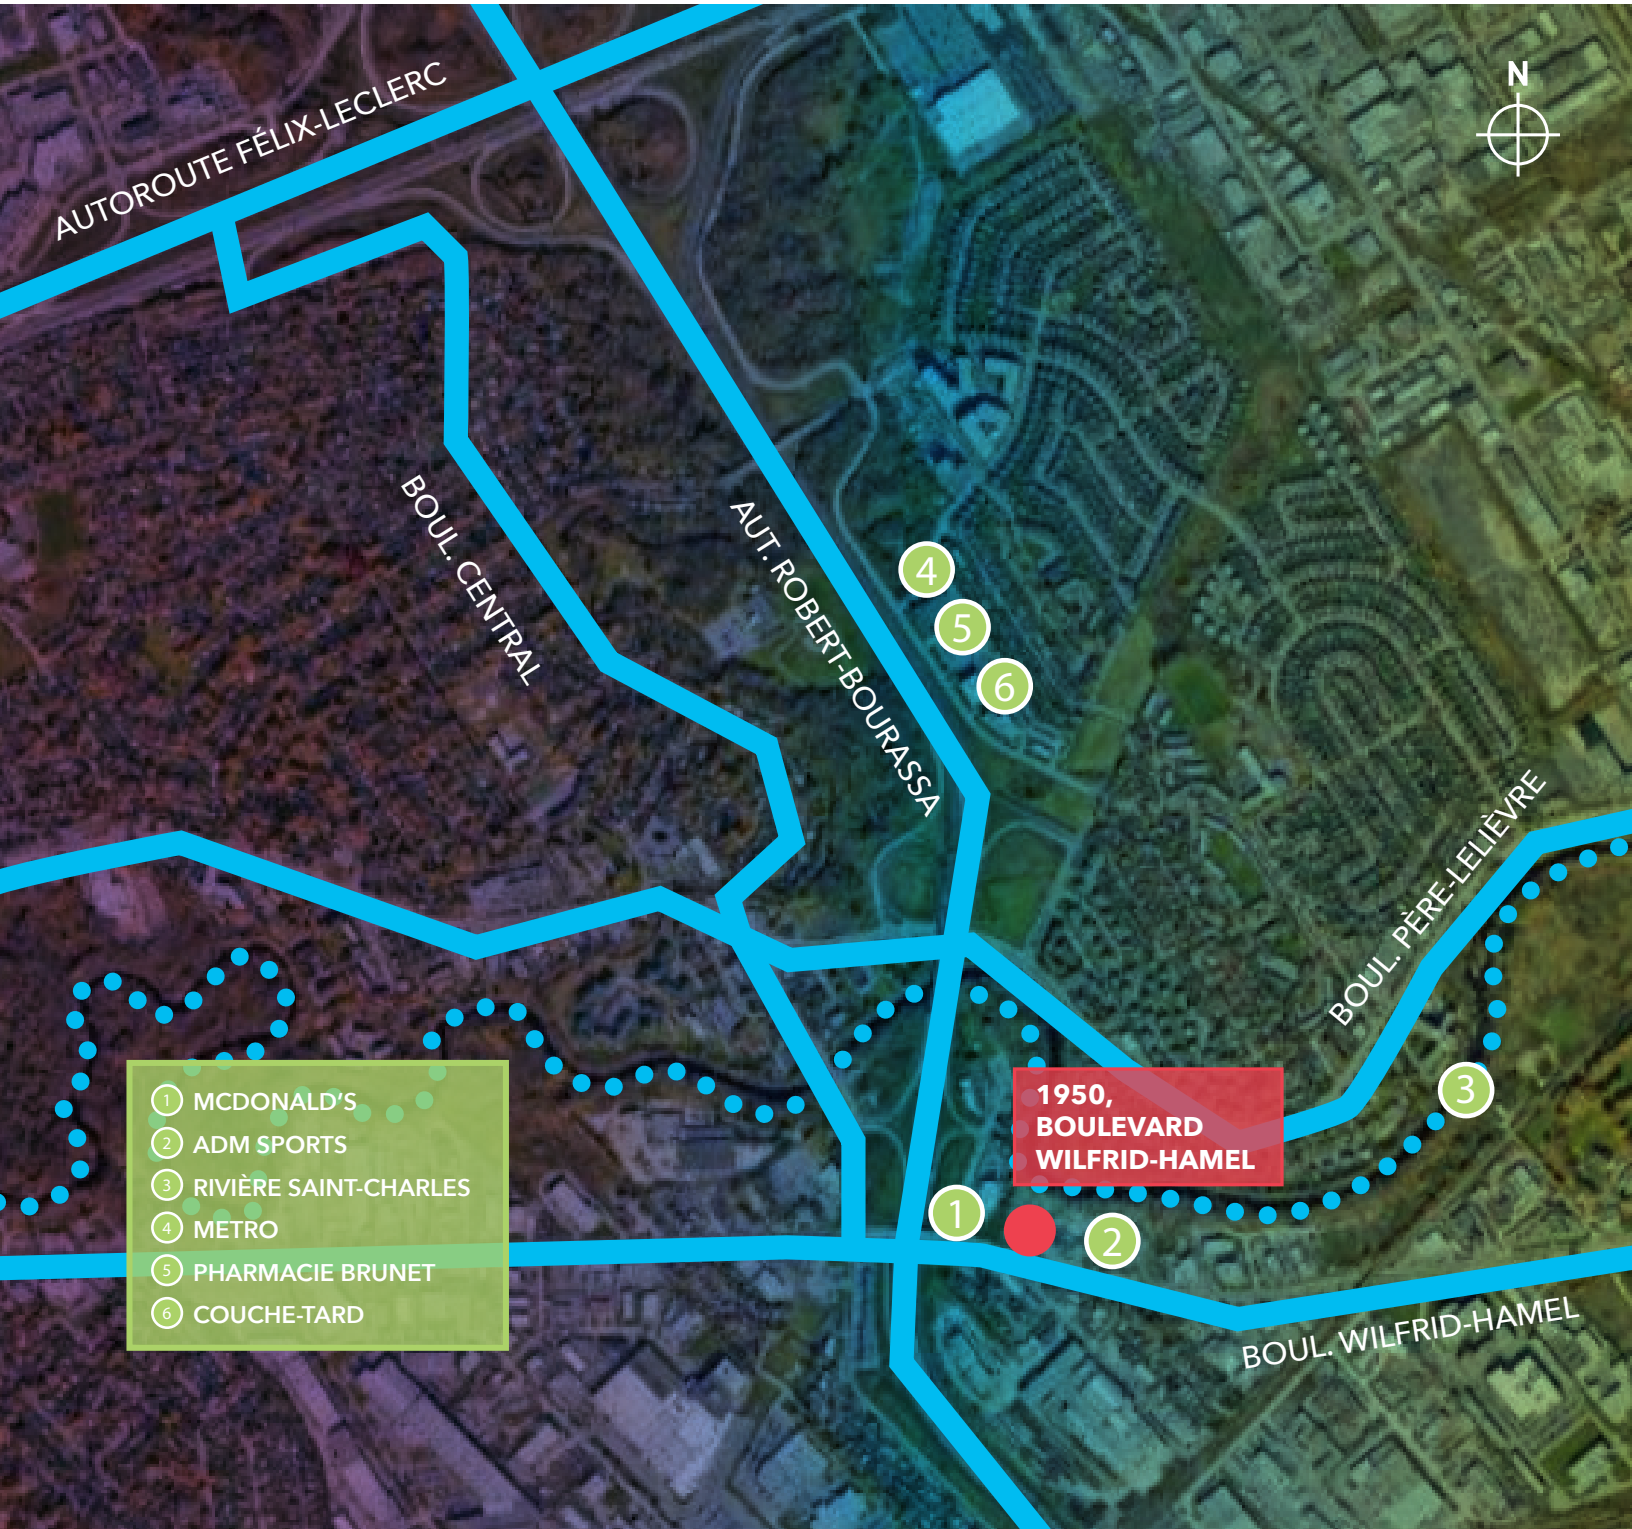 N
AUTOROUTE FÉLIX-LECLERC
BOUL. CENTRAL
AUT. ROBERT-BOURASSA
4
5
6
BOUL. PÈRE-LELIÈVRE
3
1950,
BOULEVARD
WILFRID-HAMEL
1
2
BOUL. WILFRID-HAMEL
1 MCDONALD'S
2 ADM SPORTS
3 RIVIÈRE SAINT-CHARLES
4 METRO
5 PHARMACIE BRUNET
6 COUCHE-TARD